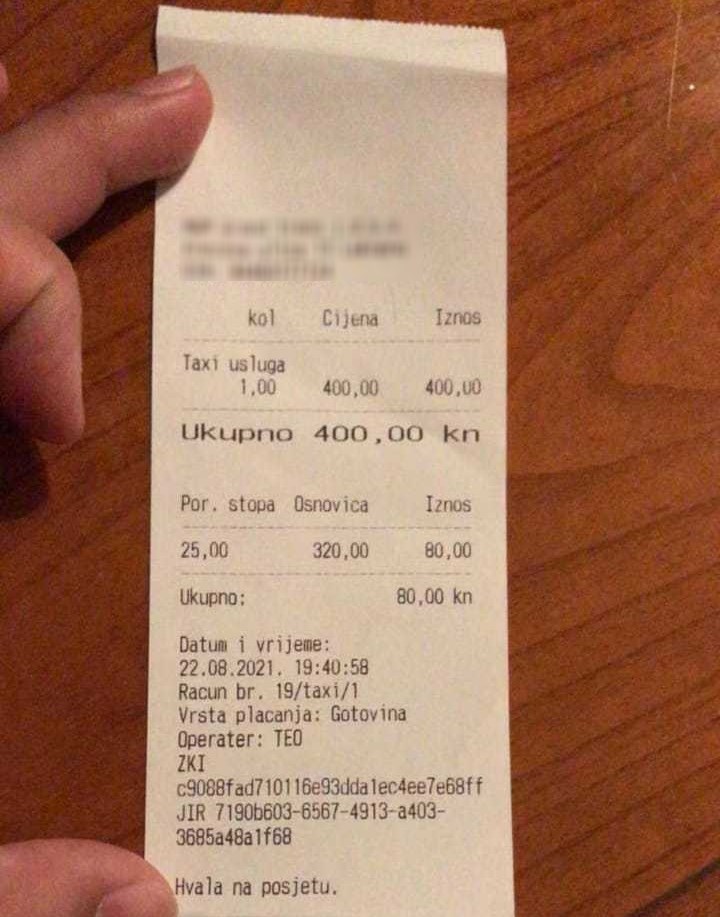 kol Cijena Iznos
Taxi usluga
1,00 400,00 400,00
Ukupno 400,00 kn
Por. stopa Osnovica Iznos
25,00 320,00 80,00
Ukupno: 80,00 kn
Datum i vrijeme:
22.08.2021. 19:40:58
Racun br. 19/taxi/1
Vrsta placanja: Gotovina
Operater: TEO
ZKI
c9088fad710116e93dda1ec4ee7e68ff
JIR 7190b603-6567-4913-a403-
3685a48a1f68
Hvala na posjetu.